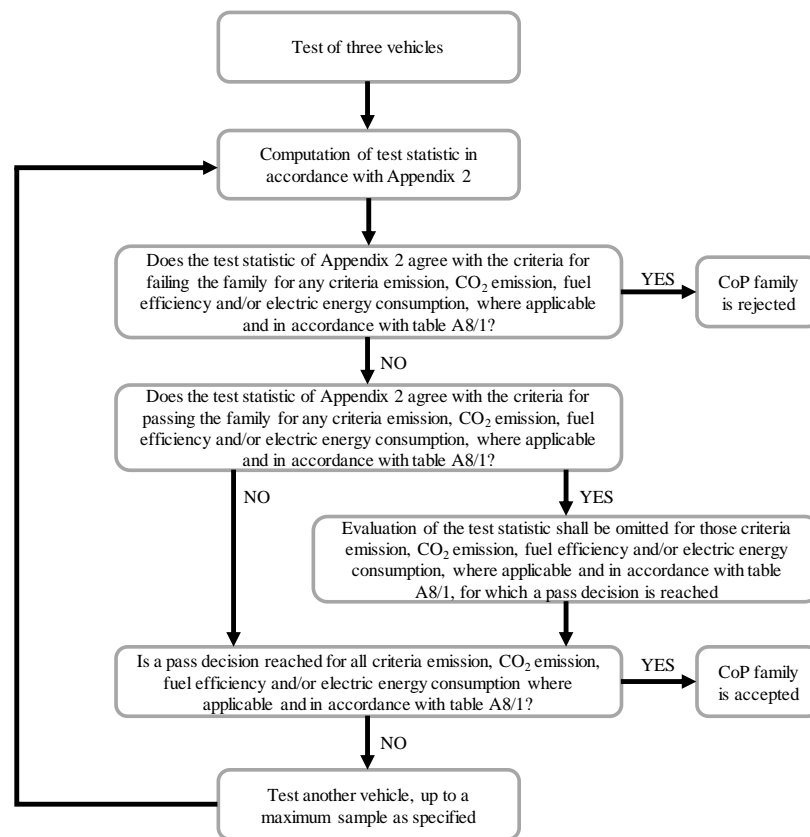 Test of three vehicles
Computation of test statistic in
accordance with Appendix 2
Does the test statistic of Appendix 2 agree with the criteria for
failing the family for any criteria emission, CO₂ emission, fuel
efficiency and/or electric energy consumption, where applicable
and in accordance with table A8/1?
YES
CoP family
is rejected
NO
Does the test statistic of Appendix 2 agree with the criteria for
passing the family for any criteria emission, CO₂ emission, fuel
efficiency and/or electric energy consumption, where applicable
and in accordance with table A8/1?
NO
YES
Evaluation of the test statistic shall be omitted for those criteria
emission, CO₂ emission, fuel efficiency and/or electric energy
consumption, where applicable and in accordance with table
A8/1, for which a pass decision is reached
Is a pass decision reached for all criteria emission, CO₂ emission,
fuel efficiency and/or electric energy consumption where
applicable and in accordance with table A8/1?
YES
CoP family
is accepted
NO
Test another vehicle, up to a
maximum sample as specified